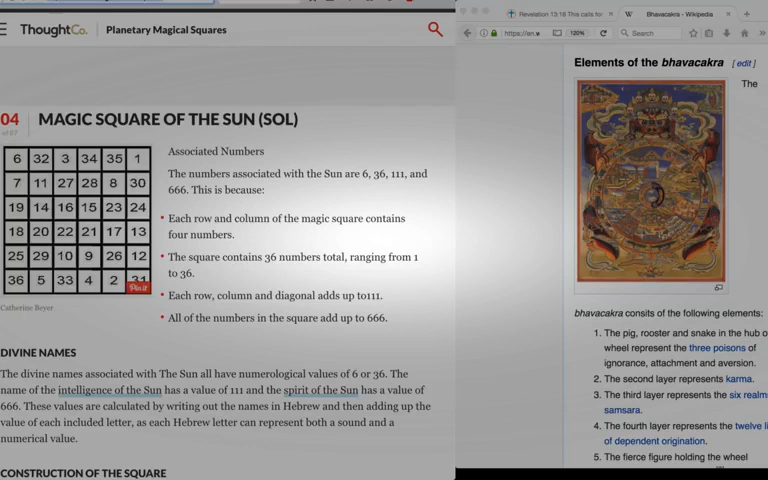 ThoughtCo.
Planetary Magical Squares
04
of 07
MAGIC SQUARE OF THE SUN (SOL)
6 32 3 34 35 1
7 11 27 28 8 30
19 14 16 15 23 24
18 20 22 21 17 13
25 29 10 9 26 12
36 5 33 4 2 31
Pin it
Catherine Beyer
Associated Numbers
The numbers associated with the Sun are 6, 36, 111, and
666. This is because:
• Each row and column of the magic square contains
four numbers.
• The square contains 36 numbers total, ranging from 1
to 36.
• Each row, column and diagonal adds up to111.
• All of the numbers in the square add up to 666.
DIVINE NAMES
The divine names associated with The Sun all have numerological values of 6 or 36. The
name of the intelligence of the Sun has a value of 111 and the spirit of the Sun has a value of
666. These values are calculated by writing out the names in Hebrew and then adding up the
value of each included letter, as each Hebrew letter can represent both a sound and a
numerical value.
CONSTRUCTION OF THE SQUARE
Revelation 13:18 This calls for
W Bhavacakra - Wikipedia
https://en.w
120%
Search
Elements of the bhavacakra [edit]
The
bhavacakra consits of the following elements:
1. The pig, rooster and snake in the hub o
wheel represent the three poisons of
ignorance, attachment and aversion.
2. The second layer represents karma.
3. The third layer represents the six realm
samsara.
4. The fourth layer represents the twelve li
of dependent origination.
5. The fierce figure holding the wheel